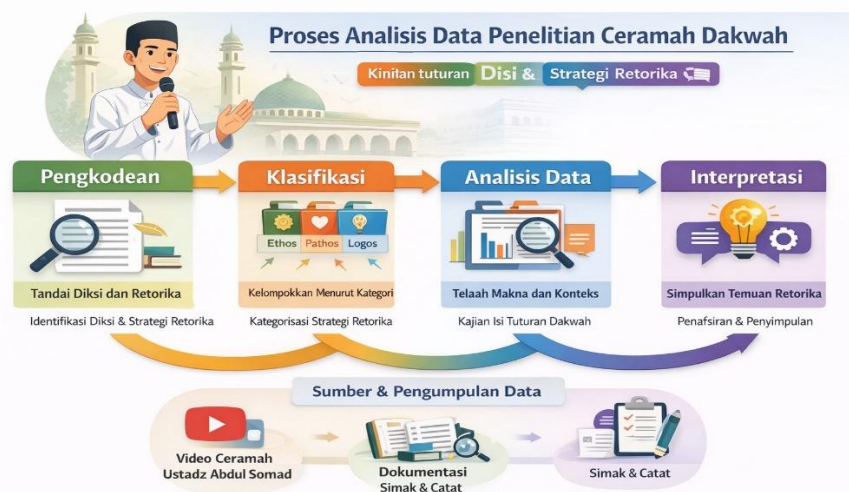 Proses Analisis Data Penelitian Ceramah Dakwah
Kinilan tuturan Disi & Strategi Retorika
Pengkodean
Klasifikasi
Analisis Data
Interpretasi
Ethos Pathos Logos
Tandai Diksi dan Retorika
Kelompokkan Menurut Kategori
Telaah Makna dan Konteks
Simpulkan Temuan Retorika
Identifikasi Diksi & Strategi Retorika
Kategorisasi Strategi Retorika
Kajian Isi Tuturan Dakwah
Penafsiran & Penyimpulan
Sumber & Pengumpulan Data
Video Ceramah
Ustadz Abdul Somad
Dokumentasi
Simak & Catat
Simak & Catat